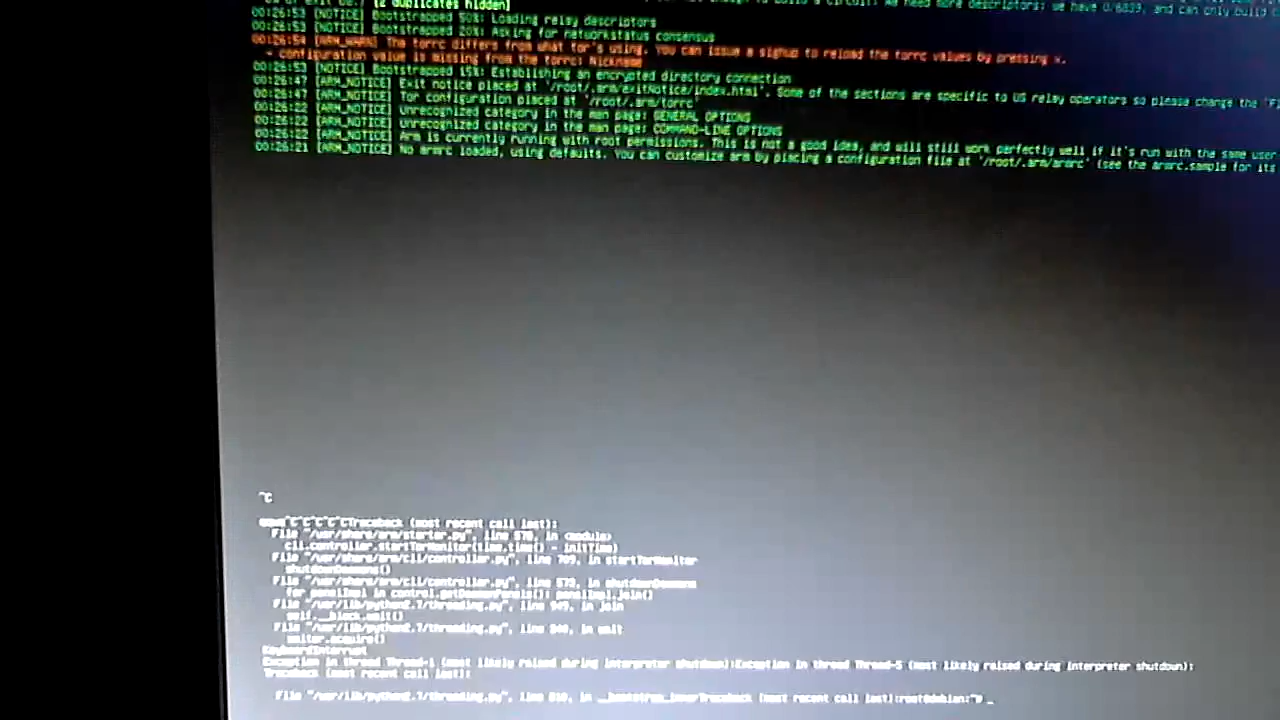 [2 duplicates hidden]
00:26:53 [NOTICE] Bootstrapped 50%: Loading relay descriptors
00:26:53 [NOTICE] Bootstrapped 20%: Asking for networkstatus consensus
00:26:54 [ARM_WARN] The torrc differs from what tor's using. You can issue a sighup to reload the torrc values by pressing x.
- configuration value is missing from the torrc: Nickname
00:26:53 [NOTICE] Bootstrapped 15%: Establishing an encrypted directory connection
00:26:47 [ARM_NOTICE] Exit notice placed at '/root/.arm/exitNotice/index.html'. Some of the sections are specific to US relay operators so please change the
00:26:47 [ARM_NOTICE] Tor configuration placed at '/root/.arm/torrc'
00:26:22 [ARM_NOTICE] Unrecognized category in the man page: GENERAL OPTIONS
00:26:22 [ARM_NOTICE] Unrecognized category in the man page: COMMAND-LINE OPTIONS
00:26:22 [ARM_NOTICE] Arm is currently running with root permissions. This is not a good idea, and will still work perfectly well if it's run with the same user
00:26:21 [ARM_NOTICE] No armrc loaded, using defaults. You can customize arm by placing a configuration file at '/root/.arm/armrc' (see the armrc.sample for its
^C
^C^C^C^C^CTraceback (most recent call last):
File "/usr/share/arm/starter.py", line 570, in <module>
cli.controller.startTorMonitor(time.time() - initTime)
File "/usr/share/arm/cli/controller.py", line 709, in startTorMonitor
shutdownDaemons()
File "/usr/share/arm/cli/controller.py", line 573, in shutdownDaemons
for panelImpl in control.getDaemonPanels(): panelImpl.join()
File "/usr/lib/python2.7/threading.py", line 949, in join
self.__block.wait()
File "/usr/lib/python2.7/threading.py", line 340, in wait
waiter.acquire()
KeyboardInterrupt
Exception in thread Thread-1 (most likely raised during interpreter shutdown):Exception in thread Thread-5 (most likely raised during interpreter shutdown):
Traceback (most recent call last):
File "/usr/lib/python2.7/threading.py", line 810, in __bootstrap_innerTraceback (most recent call last):root@debian:~# _